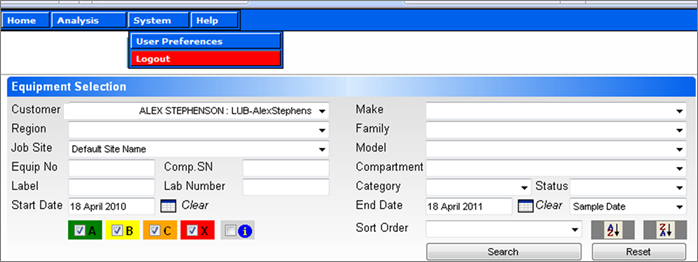 Home Analysis System Help
User Preferences
Logout
Equipment Selection
Customer ALEX STEPHENSON : LUB-AlexStephens Make
Region Family
Job Site Default Site Name Model
Equip No Comp.SN Compartment
Label Lab Number Category Status
Start Date 18 April 2010 Clear End Date 18 April 2011 Clear Sample Date
A B C X i Sort Order A Z Z A
Search Reset